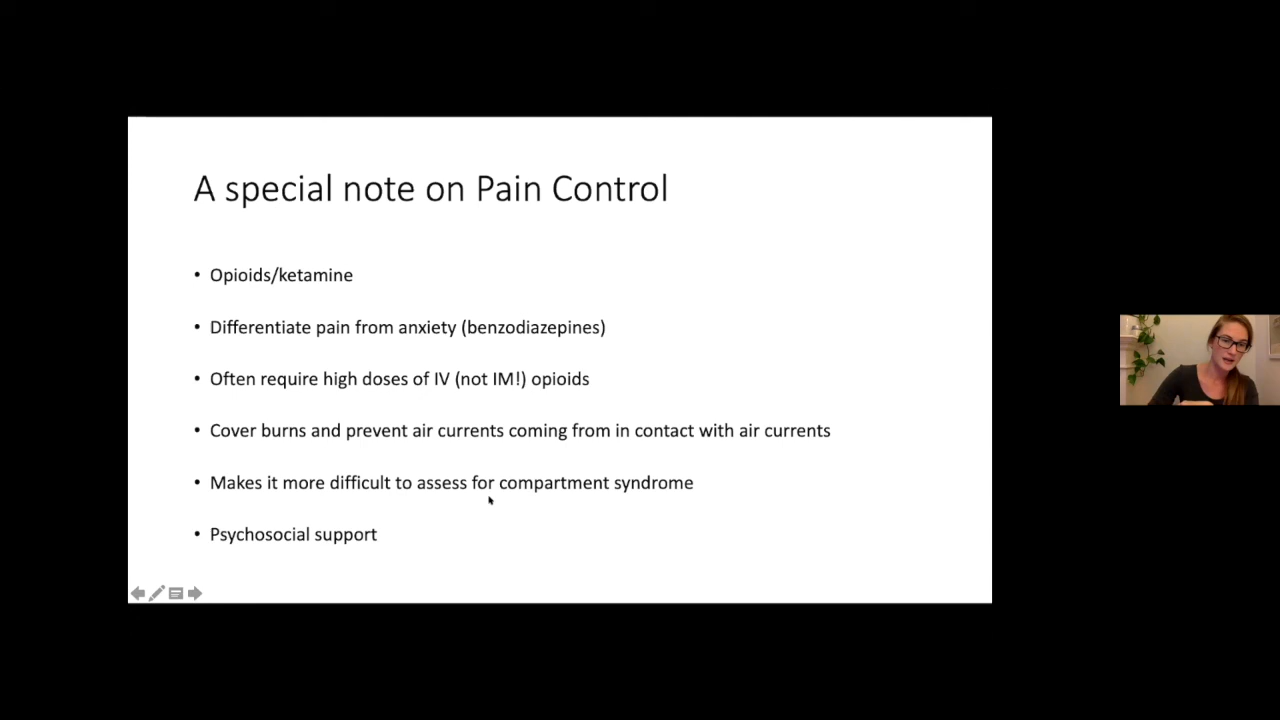 A special note on Pain Control
• Opioids/ketamine
• Differentiate pain from anxiety (benzodiazepines)
• Often require high doses of IV (not IM!) opioids
• Cover burns and prevent air currents coming from in contact with air currents
• Makes it more difficult to assess for compartment syndrome
• Psychosocial support